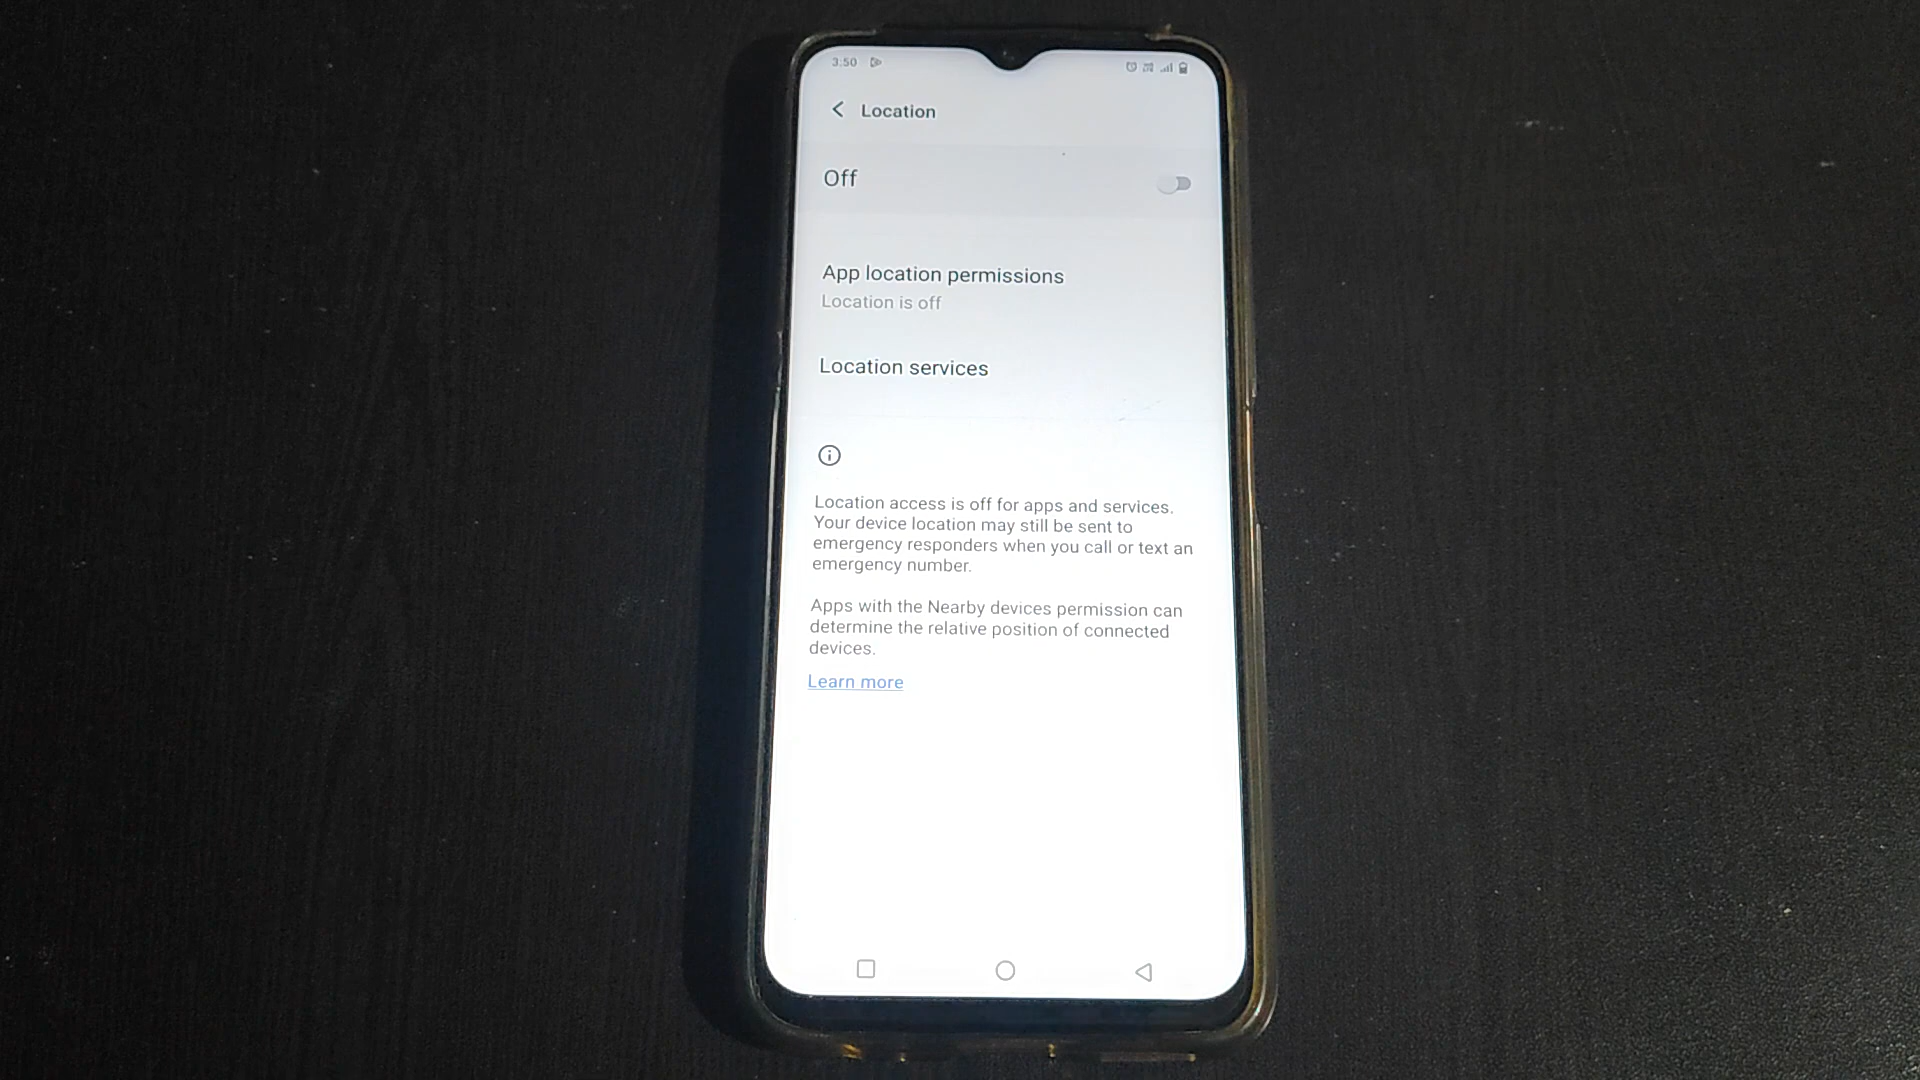 3:50
Location
Off
App location permissions
Location is off
Location services
Location access is off for apps and services.
Your device location may still be sent to
emergency responders when you call or text an
emergency number.
Apps with the Nearby devices permission can
determine the relative position of connected
devices.
Learn more